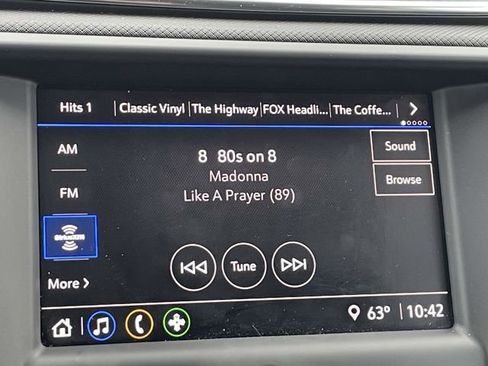 Hits 1 Classic Vinyl The Highway FOX Headli... The Coffe...
AM
8 80s on 8
Sound
Madonna
FM
Like A Prayer (89)
Browse
SiriusXM
Tune
More
63° 10:42